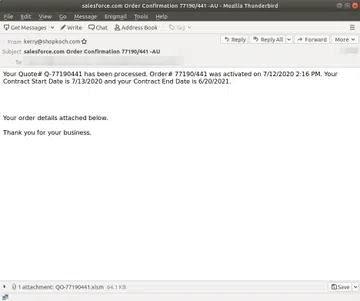 salesforce.com Order Confirmation 77190/441 -AU - Mozilla Thunderbird
File Edit View Go Message Tools Help
Get Messages Write Chat Address Book Tag
From kerry@shopkoch.com
Reply Reply All Forward More
Subject salesforce.com Order Confirmation 77190/441 -AU
To
Your Quote# Q-77190441 has been processed. Order# 77190/441 was activated on 7/12/2020 2:16 PM. Your
Contract Start Date is 7/13/2020 and your Contract End Date is 6/20/2021.
Your order details attached below.
Thank you for your business.
1 attachment: QO-77190441.xlsm 64.1 KB
Save